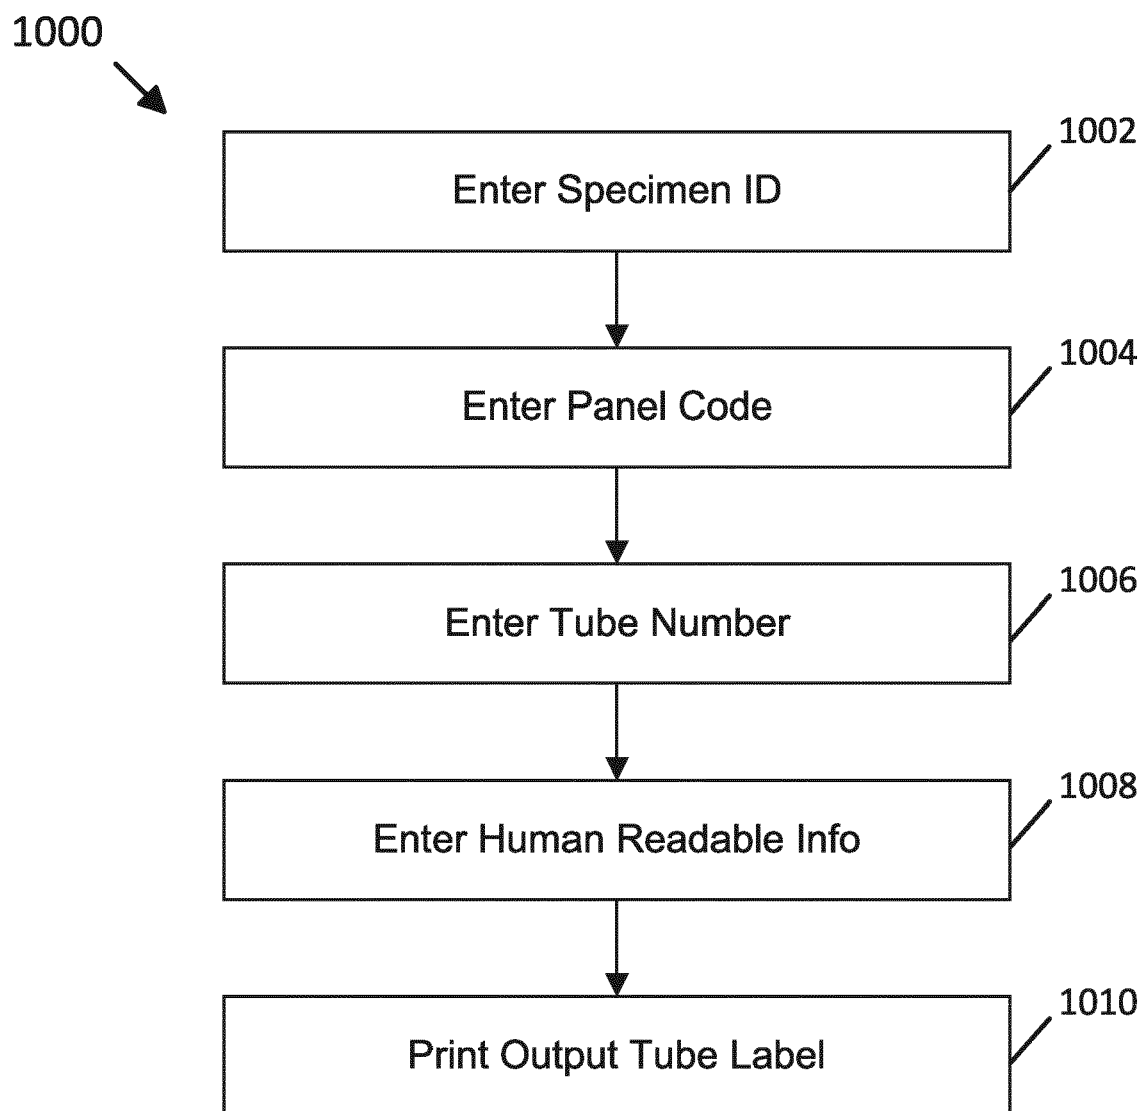 1000
1002
Enter Specimen ID
1004
Enter Panel Code
1006
Enter Tube Number
1008
Enter Human Readable Info
1010
Print Output Tube Label